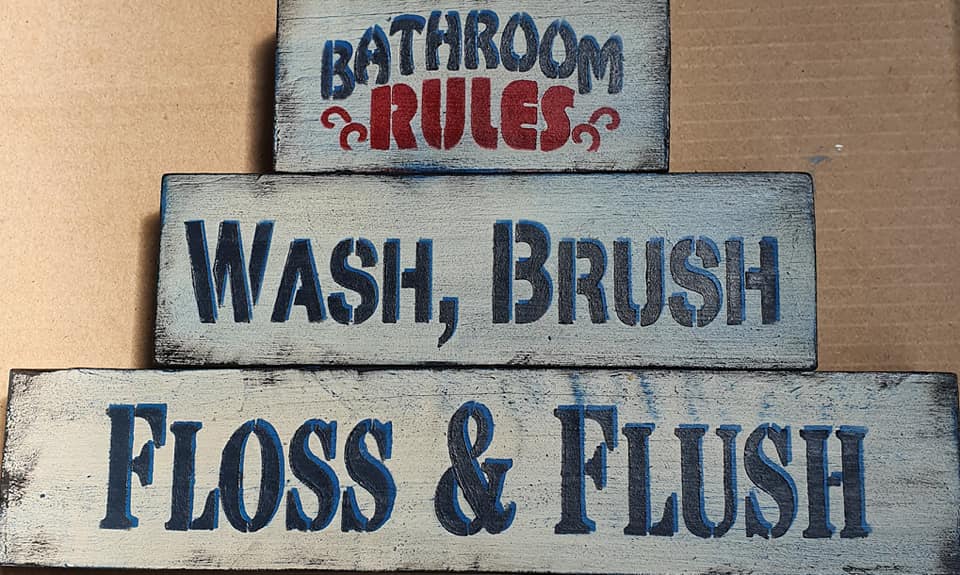 BATHROOM
RULES
WASH, BRUSH
FLOSS & FLUSH